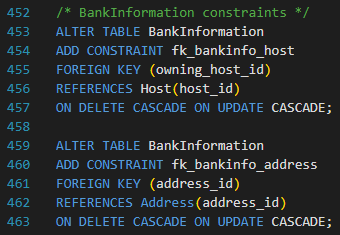 452 /* BankInformation constraints */
453 ALTER TABLE BankInformation
454 ADD CONSTRAINT fk_bankinfo_host
455 FOREIGN KEY (owning_host_id)
456 REFERENCES Host(host_id)
457 ON DELETE CASCADE ON UPDATE CASCADE;
458
459 ALTER TABLE BankInformation
460 ADD CONSTRAINT fk_bankinfo_address
461 FOREIGN KEY (address_id)
462 REFERENCES Address(address_id)
463 ON DELETE CASCADE ON UPDATE CASCADE;